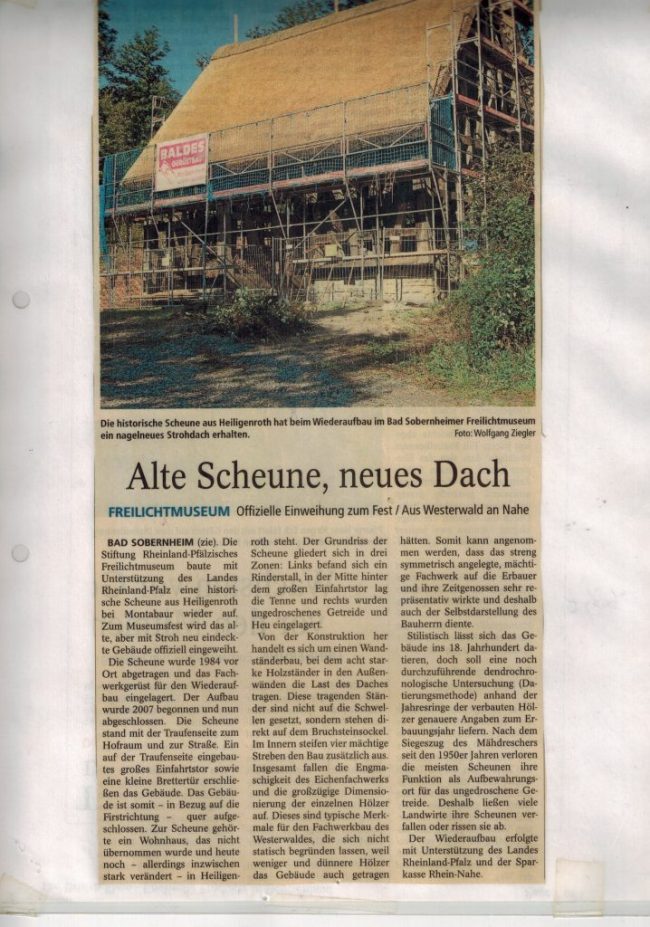 BALDES
GERÜSTBAU
Die historische Scheune aus Heiligenroth hat beim Wiederaufbau im Bad Sobernheimer Freilichtmuseum
ein nagelneues Strohdach erhalten.
Foto: Wolfgang Ziegler
Alte Scheune, neues Dach
FREILICHTMUSEUM Offizielle Einweihung zum Fest / Aus Westerwald an Nahe
BAD SOBERNHEIM (zie). Die
Stiftung Rheinland-Pfälzisches
Freilichtmuseum baute mit
Unterstützung des Landes
Rheinland-Pfalz eine histori-
sche Scheune aus Heiligenroth
bei Montabaur wieder auf.
Zum Museumsfest wird das al-
te, aber mit Stroh neu eindeck-
te Gebäude offiziell eingeweiht.
Die Scheune wurde 1984 vor
Ort abgetragen und das Fach-
werkgerüst für den Wiederauf-
bau eingelagert. Der Aufbau
wurde 2007 begonnen und nun
abgeschlossen. Die Scheune
stand mit der Traufenseite zum
Hofraum und zur Straße. Ein
auf der Traufenseite eingebau-
tes großes Einfahrtstor sowie
eine kleine Brettertür erschlie-
ßen das Gebäude. Das Gebäu-
de ist somit – in Bezug auf die
Firstrichtung – quer aufge-
schlossen. Zur Scheune gehör-
te ein Wohnhaus, das nicht
übernommen wurde und heute
noch – allerdings inzwischen
stark verändert – in Heiligen-
roth steht. Der Grundriss der
Scheune gliedert sich in drei
Zonen: Links befand sich ein
Rinderstall, in der Mitte hinter
dem großen Einfahrtstor lag
die Tenne und rechts wurden
ungedroschenes Getreide und
Heu eingelagert.
Von der Konstruktion her
handelt es sich um einen Wand-
ständerbau, bei dem acht star-
ke Holzständer in den Außen-
wänden die Last des Daches
tragen. Diese tragenden Stän-
der sind nicht auf die Schwel-
len gesetzt, sondern stehen di-
rekt auf dem Bruchsteinsockel.
Im Innern steifen vier mächtige
Streben den Bau zusätzlich aus.
Insgesamt fallen die Engma-
schigkeit des Eichenfachwerks
und die großzügige Dimensio-
nierung der einzelnen Hölzer
auf. Dieses sind typische Merk-
male für den Fachwerkbau des
Westerwaldes, die sich nicht
statisch begründen lassen, weil
weniger und dünnere Hölzer
das Gebäude auch getragen
hätten. Somit kann angenom-
men werden, dass das streng
symmetrisch angelegte, mächti-
ge Fachwerk auf die Erbauer
und ihre Zeitgenossen sehr re-
präsentativ wirkte und deshalb
auch der Selbstdarstellung des
Bauherrn diente.
Stilistisch lässt sich das Ge-
bäude ins 18. Jahrhundert da-
tieren, doch soll eine noch
durchzuführende dendrochro-
nologische Untersuchung (Da-
tierungsmethode) anhand der
Jahresringe der verbauten Höl-
zer genauere Angaben zum Er-
bauungsjahr liefern. Nach dem
Siegeszug des Mähdreschers
seit den 1950er Jahren verloren
die meisten Scheunen ihre
Funktion als Aufbewahrungs-
ort für das ungedroschene Ge-
treide. Deshalb ließen viele
Landwirte ihre Scheunen ver-
fallen oder rissen sie ab.
Der Wiederaufbau erfolgte
mit Unterstützung des Landes
Rheinland-Pfalz und der Spar-
kasse Rhein-Nahe.